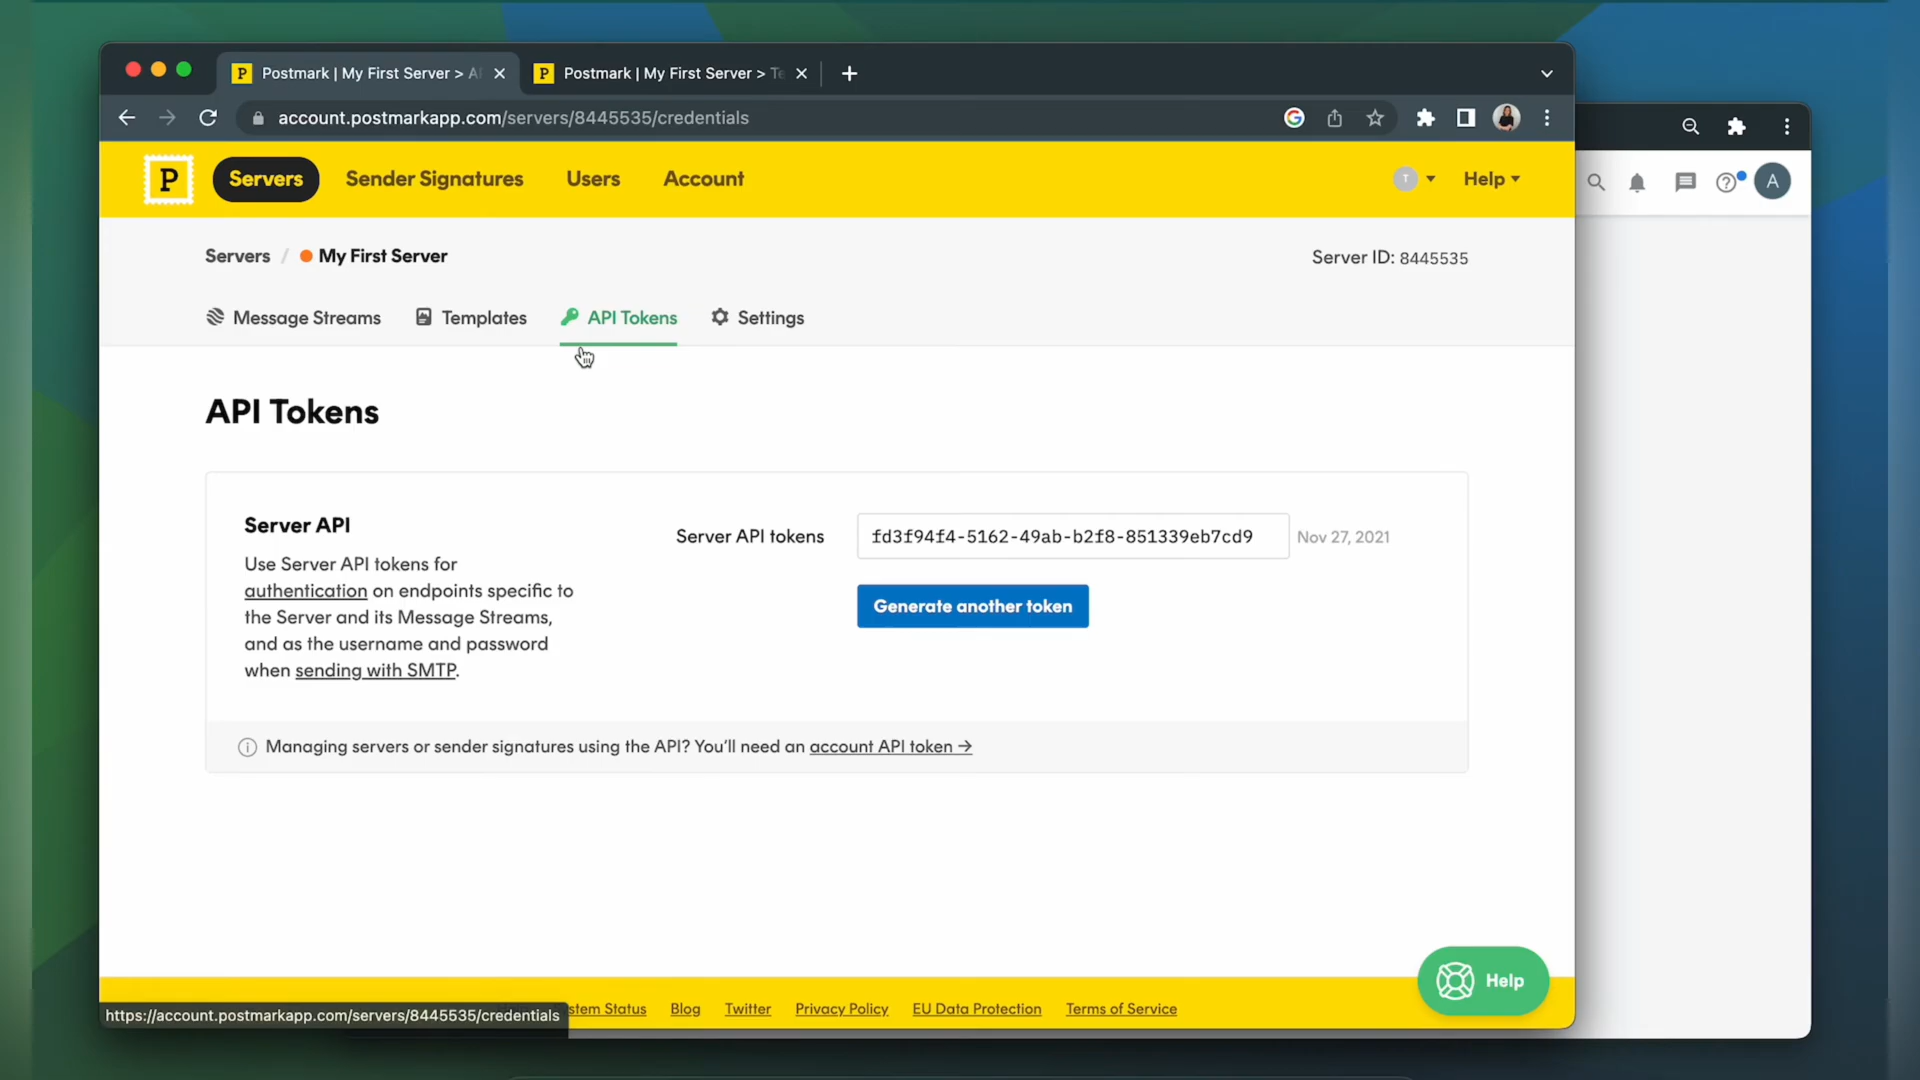 Postmark | My First Server > A
Postmark | My First Server > Te
account.postmarkapp.com/servers/8445535/credentials
P
Servers
Sender Signatures
Users
Account
T
Help
A
Servers / My First Server
Server ID: 8445535
Message Streams
Templates
API Tokens
Settings
API Tokens
Server API
Use Server API tokens for
authentication on endpoints specific to
the Server and its Message Streams,
and as the username and password
when sending with SMTP.
Server API tokens
fd3f94f4-5162-49ab-b2f8-851339eb7cd9
Nov 27, 2021
Generate another token
Managing servers or sender signatures using the API? You'll need an account API token →
Help
stem Status
Blog
Twitter
Privacy Policy
EU Data Protection
Terms of Service
https://account.postmarkapp.com/servers/8445535/credentials